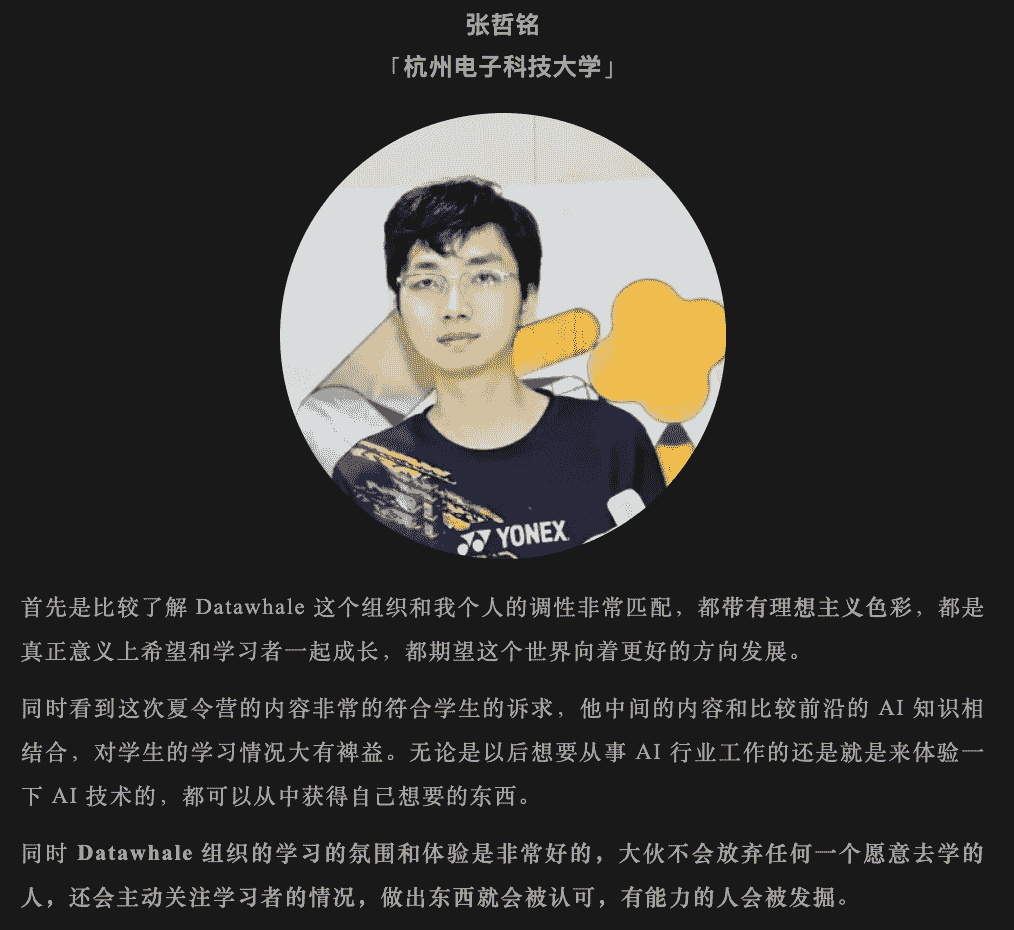 张哲铭
「杭州电子科技大学」
YONEX
首先是比较了解 Datawhale 这个组织和我个人的调性非常匹配，都带有理想主义色彩，都是
真正意义上希望和学习者一起成长，都期望这个世界向着更好的方向发展。
同时看到这次夏令营的内容非常的符合学生的诉求，他中间的内容和比较前沿的 AI 知识相
结合，对学生的学习情况大有裨益。无论是以后想要从事 AI 行业工作的还是就是来体验一
下 AI 技术的，都可以从中获得自己想要的东西。
同时 Datawhale 组织的学习的氛围和体验是非常好的，大伙不会放弃任何一个愿意去学的
人，还会主动关注学习者的情况，做出东西就会被认可，有能力的人会被发掘。